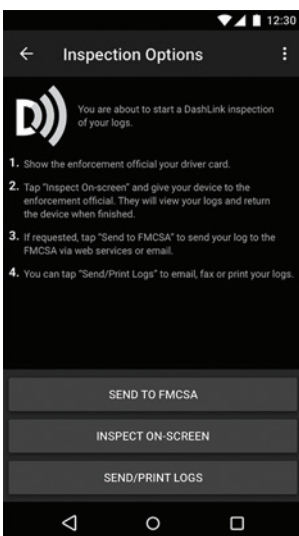 12:30
Inspection Options
You are about to start a DashLink inspection
of your logs.
1. Show the enforcement official your driver card.
2. Tap "Inspect On-screen" and give your device to the
enforcement official. They will view your logs and return
the device when finished.
3. If requested, tap "Send to FMCSA" to send your log to the
FMCSA via web services or email.
4. You can tap "Send/Print Logs" to email, fax or print your logs.
SEND TO FMCSA
INSPECT ON-SCREEN
SEND/PRINT LOGS